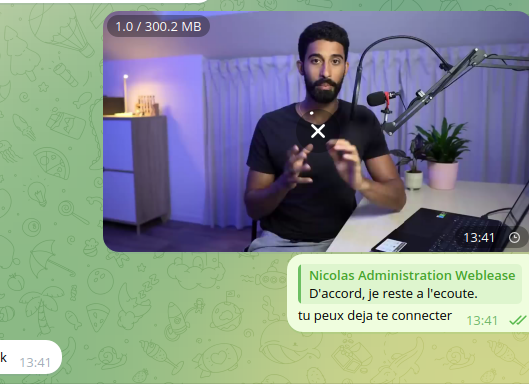 1.0 / 300.2 MB
13:41
Nicolas Administration Weblease
D'accord, je reste a l'ecoute.
tu peux deja te connecter 13:41
k 13:41